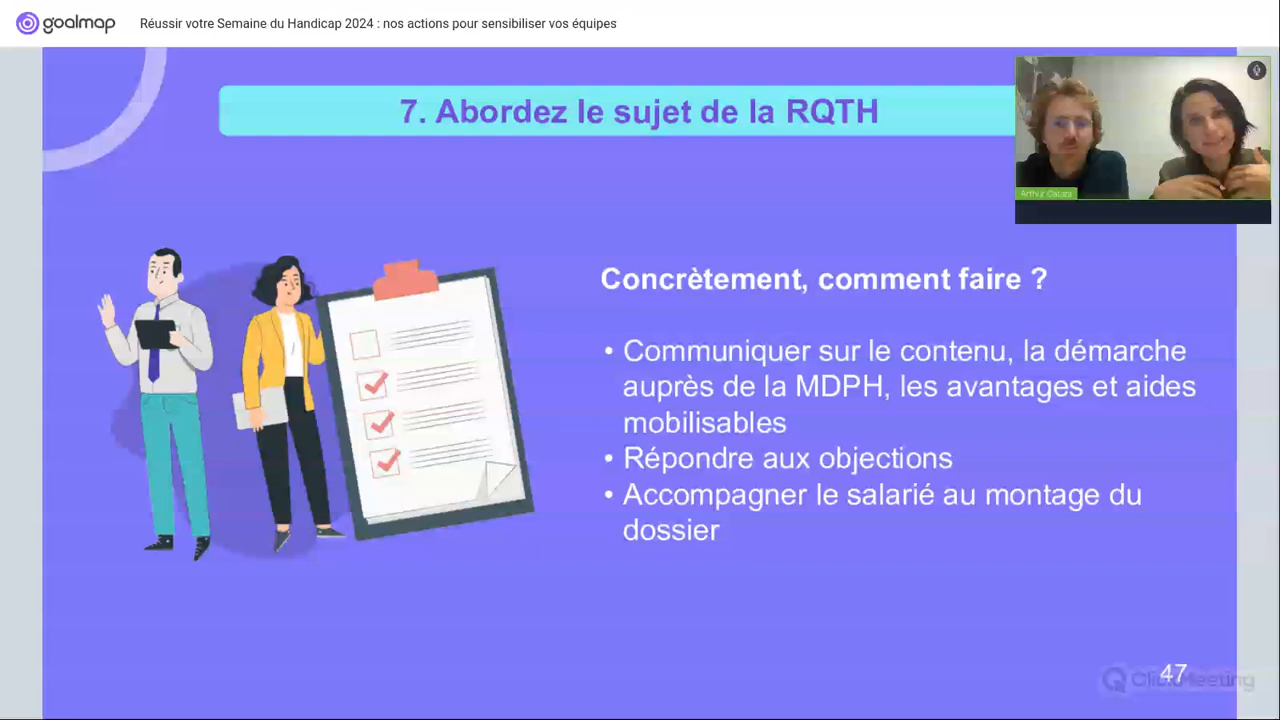 goalmap
Réussir votre Semaine du Handicap 2024 : nos actions pour sensibiliser vos équipes
7. Abordez le sujet de la RQTH
Concrètement, comment faire ?
• Communiquer sur le contenu, la démarche
auprès de la MDPH, les avantages et aides
mobilisables
• Répondre aux objections
• Accompagner le salarié au montage du
dossier
47
ClickMeeting